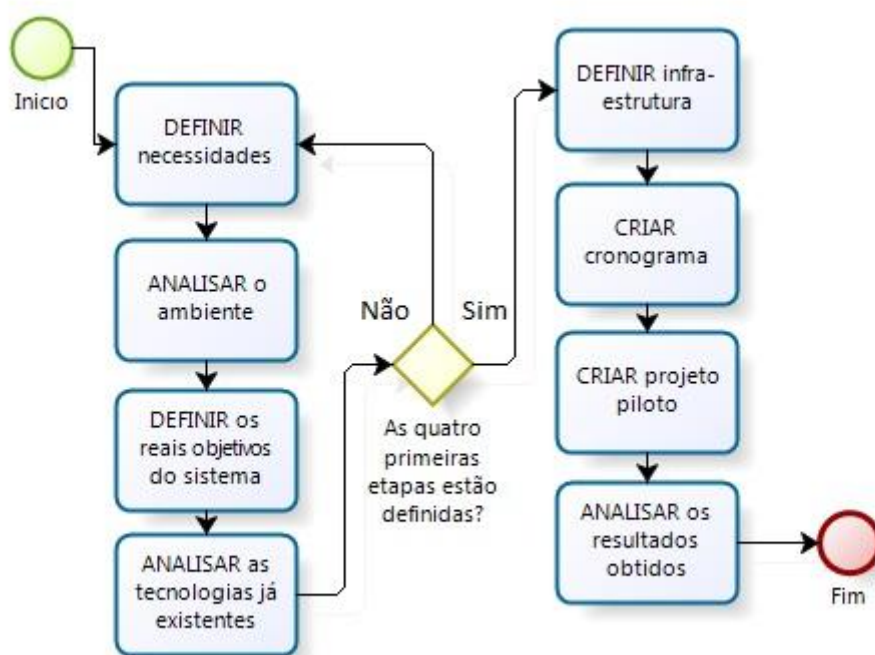 Inicio
DEFINIR
necessidades
ANALISAR o
ambiente
DEFINIR os
reais objetivos
do sistema
ANALISAR as
tecnologias já
existentes
Não
Sim
As quatro
primeiras
etapas estão
definidas?
DEFINIR infra-
estrutura
CRIAR
cronograma
CRIAR projeto
piloto
ANALISAR os
resultados
obtidos
Fim